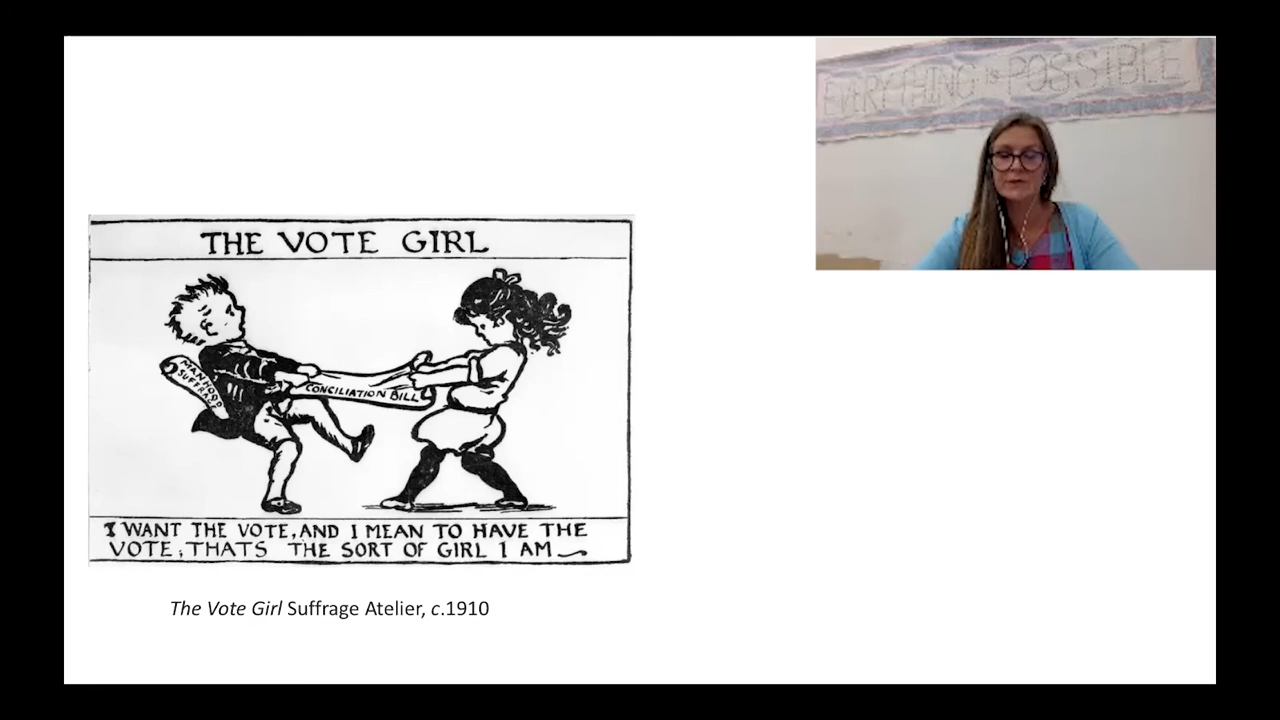 EVERYTHING is POSSIBLE
THE VOTE GIRL
MANHOOD
SUFFRAGE
CONCILIATION BILL
I WANT THE VOTE, AND I MEAN TO HAVE THE
VOTE, THATS THE SORT OF GIRL I AM
The Vote Girl Suffrage Atelier, c.1910